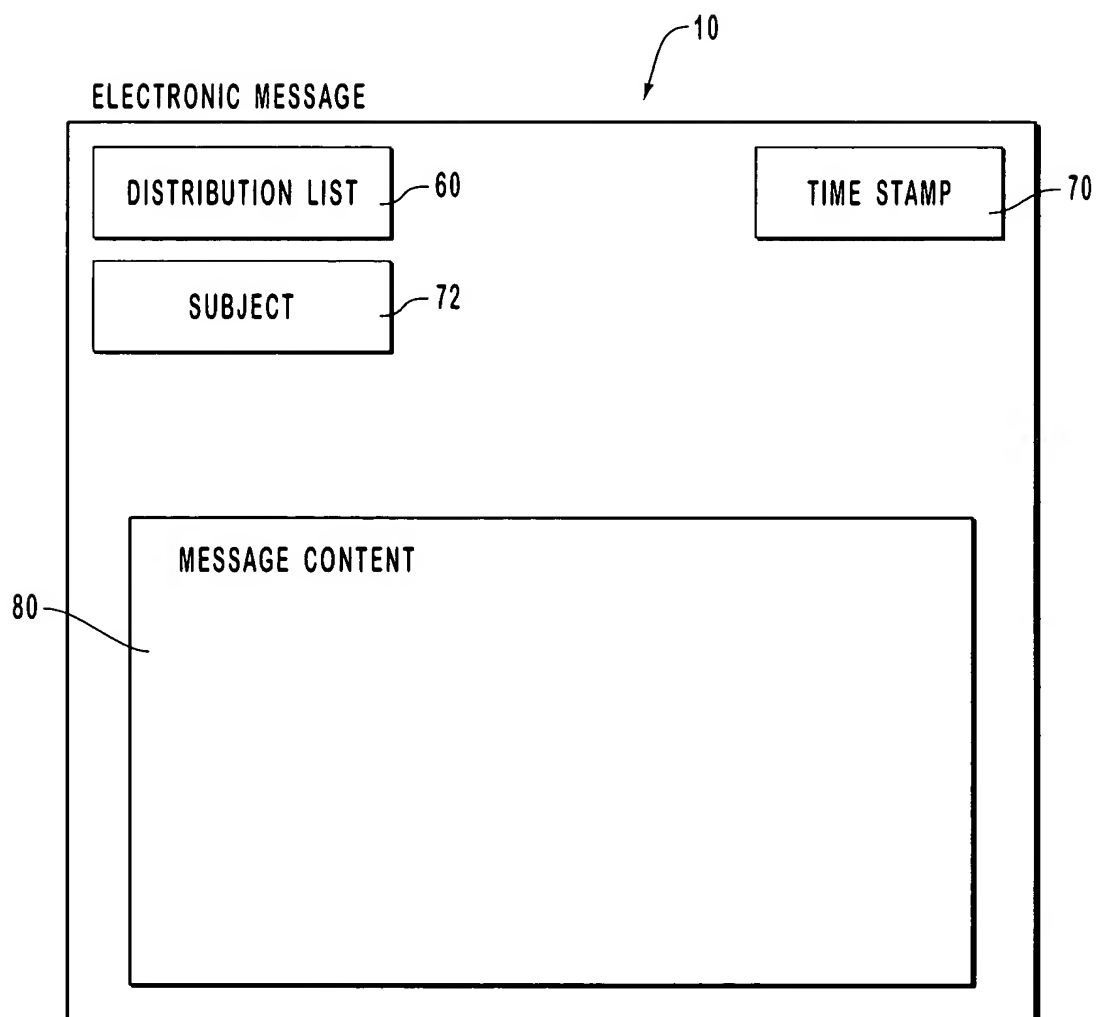 10
ELECTRONIC MESSAGE
DISTRIBUTION LIST
60
TIME STAMP
70
SUBJECT
72
MESSAGE CONTENT
80